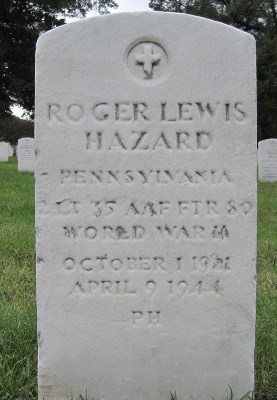 ROGER LEWIS
HAZARD
PENNSYLVANIA
2 LT 35 AAF FTR SQ
WORLD WAR II
OCTOBER 1 1921
APRIL 9 1944
PH